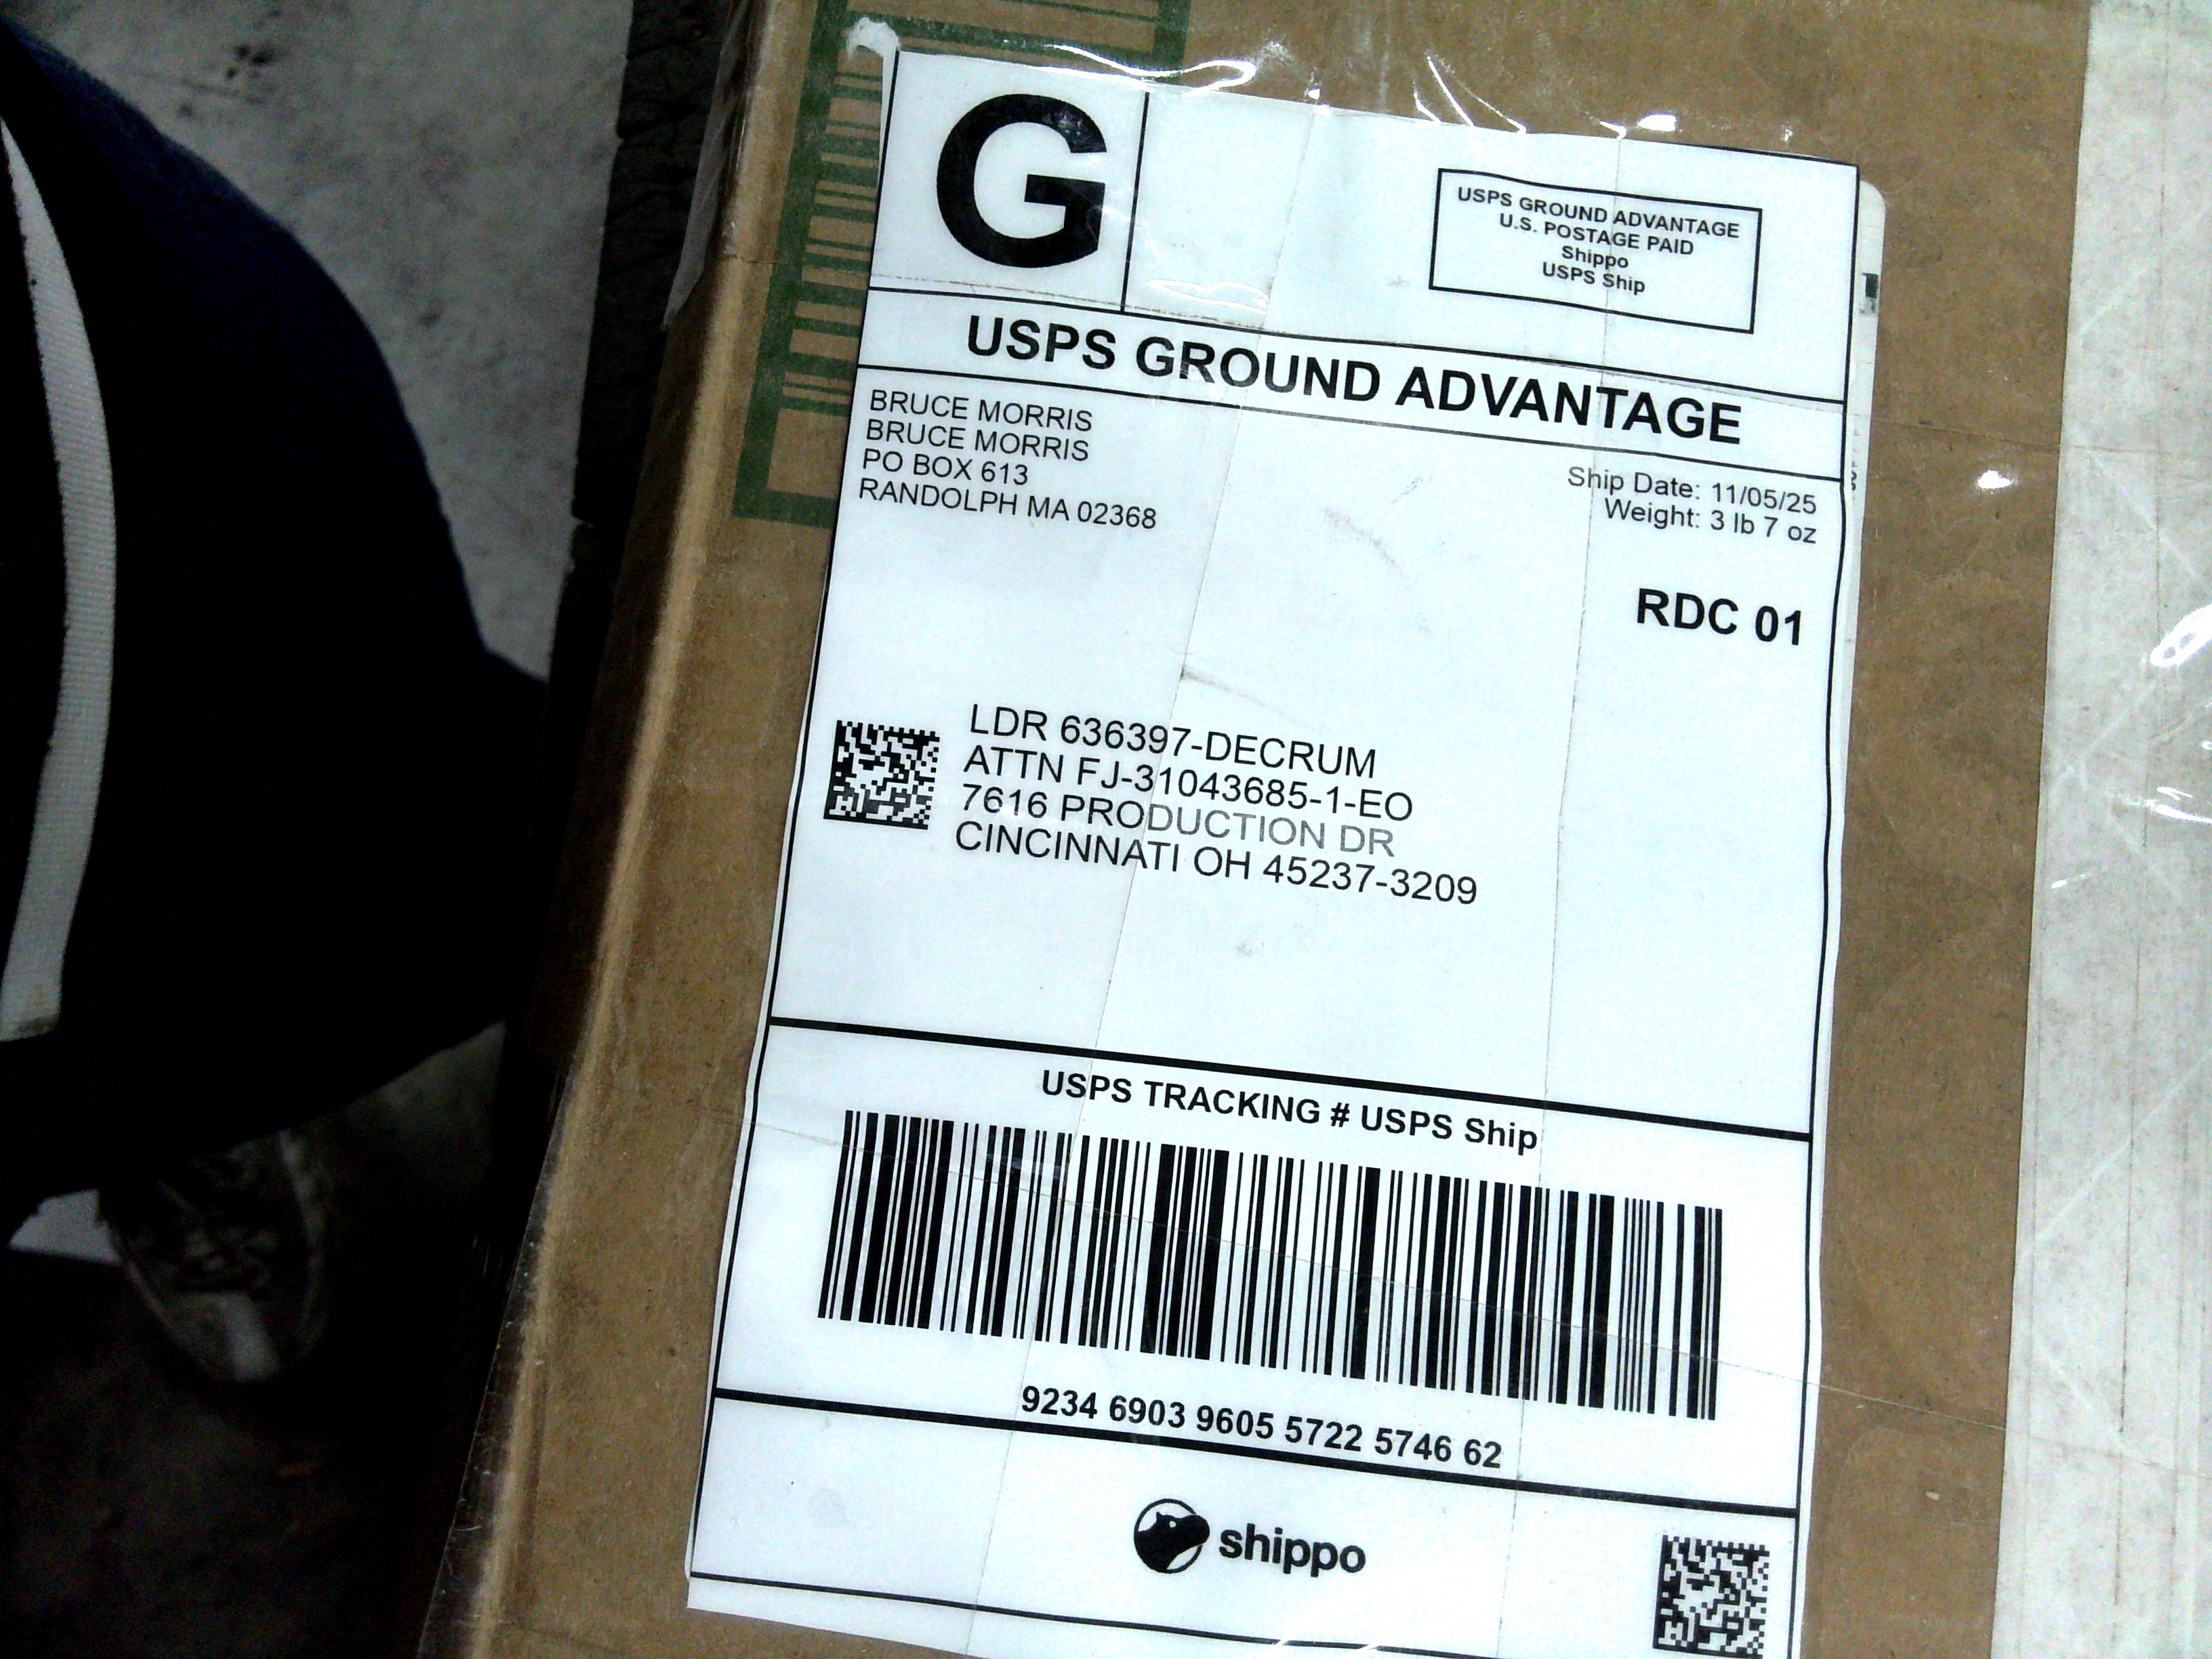 G
USPS GROUND ADVANTAGE
U.S. POSTAGE PAID
Shippo
USPS Ship
USPS GROUND ADVANTAGE
BRUCE MORRIS
BRUCE MORRIS
PO BOX 613
RANDOLPH MA 02368
Ship Date: 11/05/25
Weight: 3 lb 7 oz
RDC 01
LDR 636397-DECRUM
ATTN FJ-31043685-1-EO
7616 PRODUCTION DR
CINCINNATI OH 45237-3209
USPS TRACKING # USPS Ship
9234 6903 9605 5722 5746 62
shippo